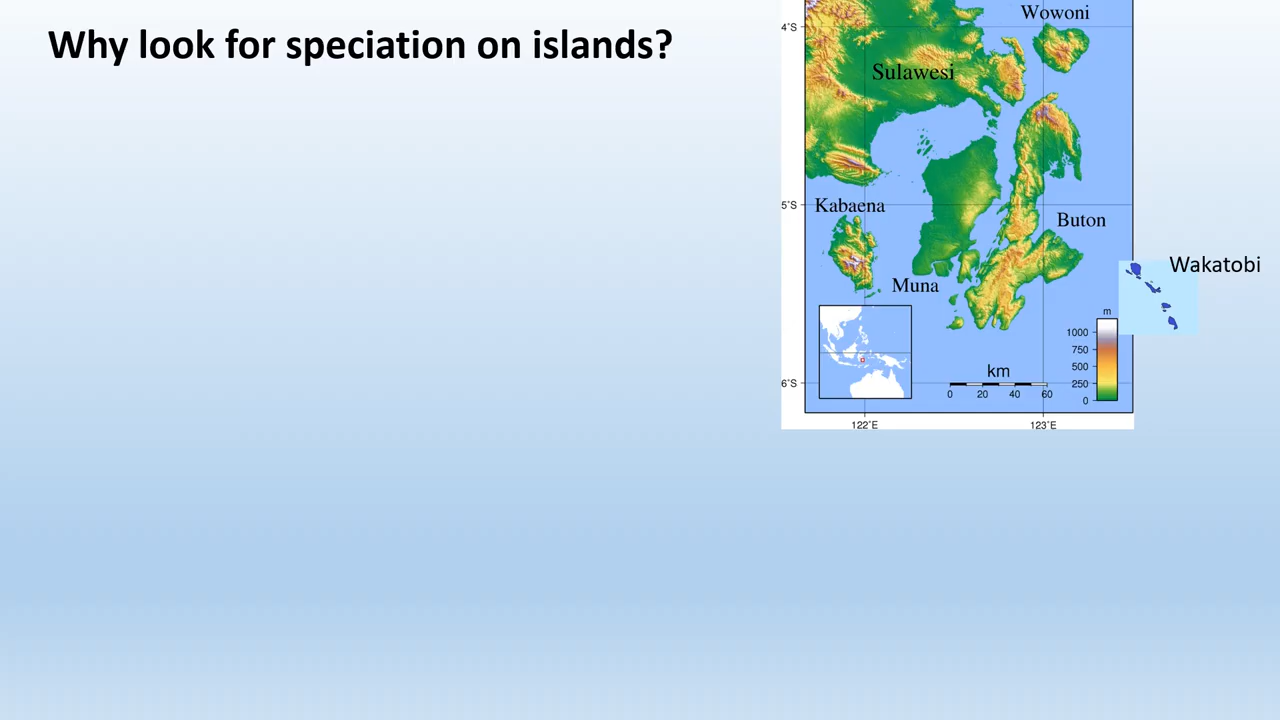 Why look for speciation on islands?
Wowoni
4°S
Sulawesi
5°S
Kabaena
Buton
Wakatobi
Muna
m
1000
750
500
250
0
km
0 20 40 60
6°S
122°E 123°E